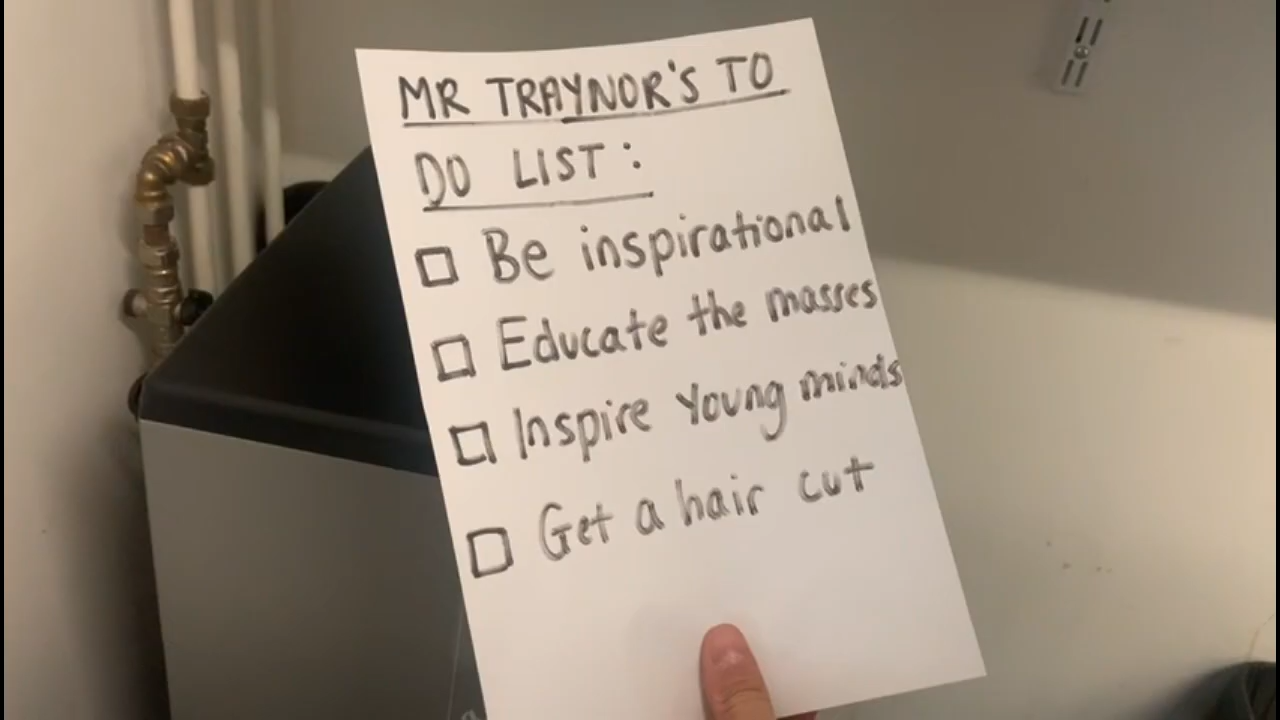 MR TRAYNOR'S TO
DO LIST:
Be inspirational
Educate the masses
Inspire Young minds
Get a hair cut